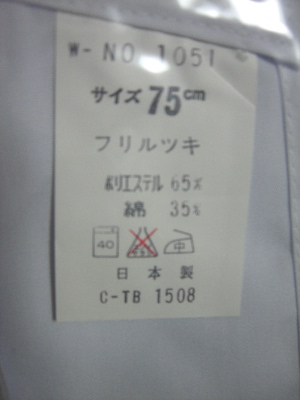 W-NO 1051
サイズ 75cm
フリルツキ
ポリエステル 65%
綿 35%
40 中
日本製
C-TB 1508